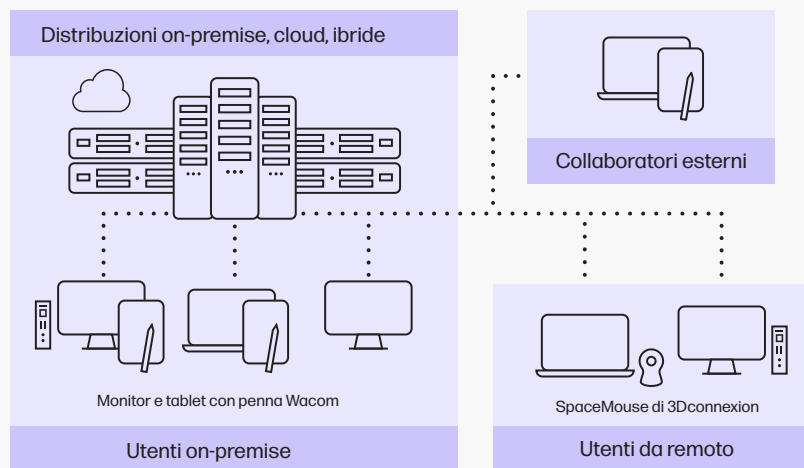 Distribuzioni on-premise, cloud, ibride
Collaboratori esterni
Monitor e tablet con penna Wacom
Utenti on-premise
SpaceMouse di 3Dconnexion
Utenti da remoto